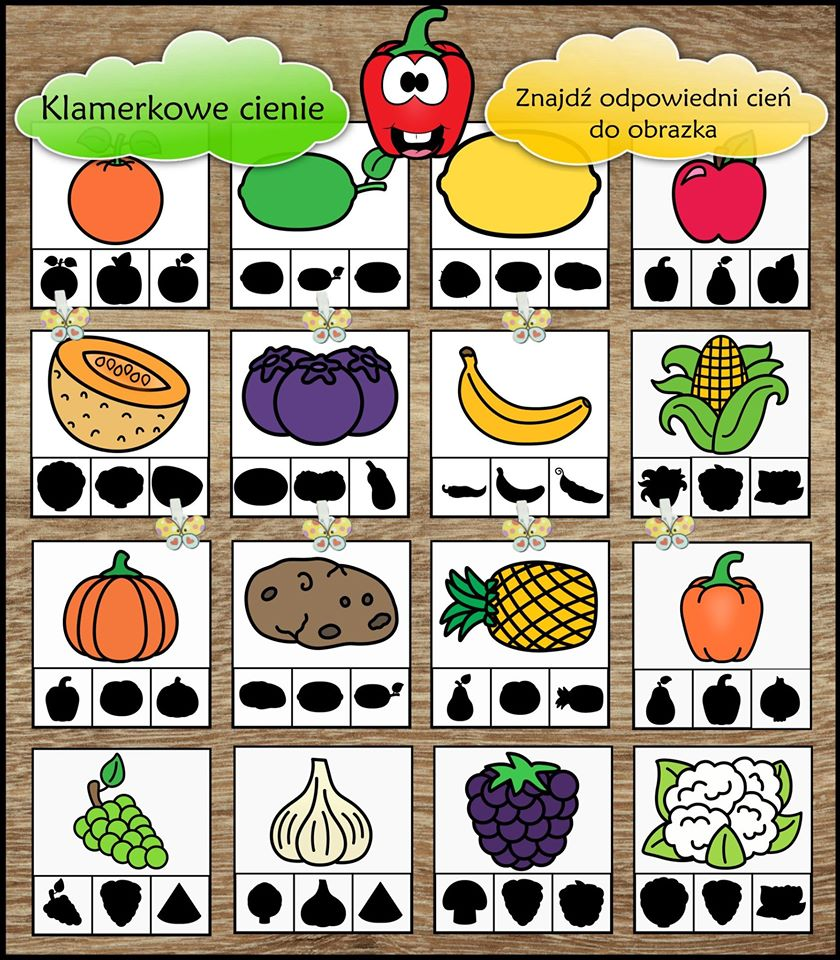 Klamerkowe cienie
Znajdź odpowiedni cień
do obrazka